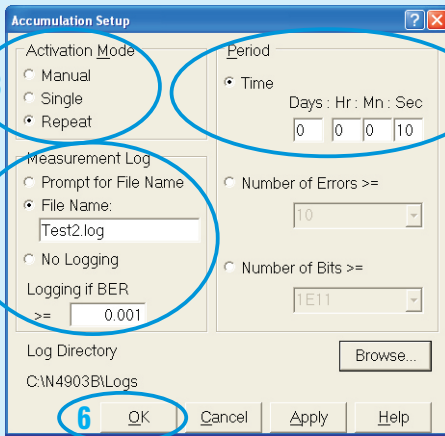 Accumulation Setup
Activation Mode
Manual
Single
Repeat
Period
Time
Days : Hr : Mn : Sec
0 0 0 10
Measurement Log
Prompt for File Name
File Name:
Test2.log
No Logging
Logging if BER
>= 0.001
Number of Errors >=
10
Number of Bits >=
1E11
Log Directory
Browse...
C:\N4903B\Logs
6 OK Cancel Apply Help